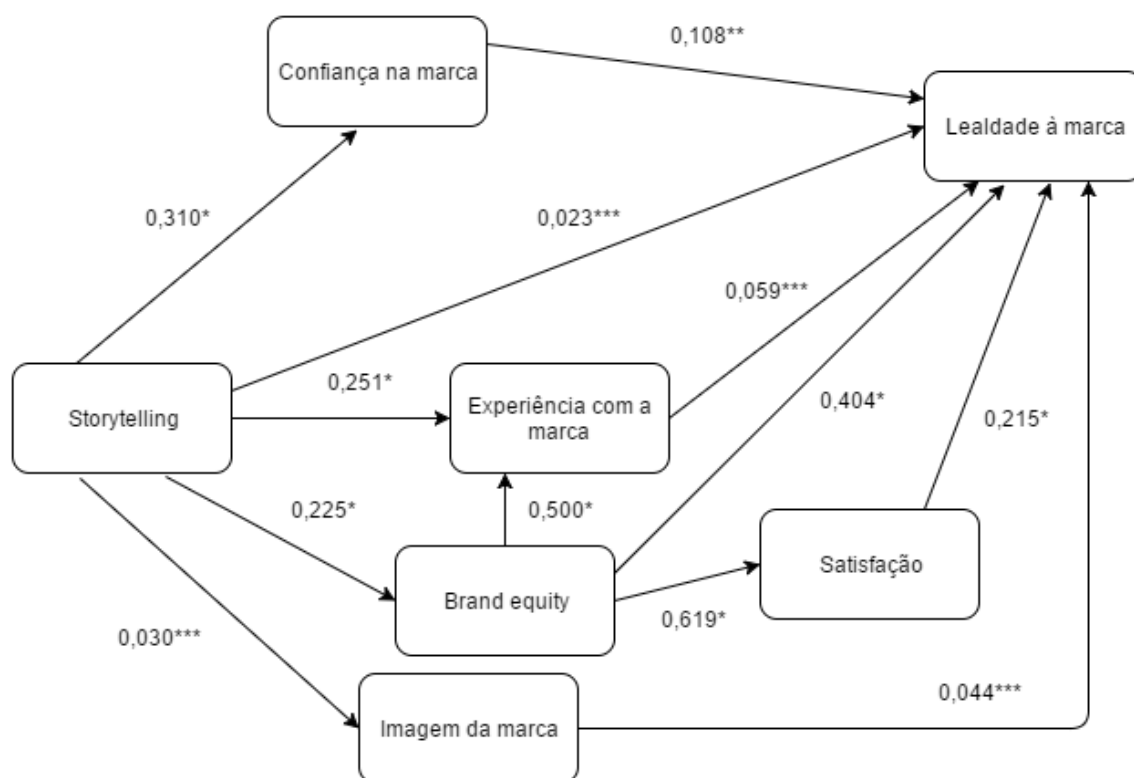 0,108**
Confiança na marca
Lealdade à marca
0,310*
0,023***
0,059***
0,251*
Experiência com a
marca
0,404*
0,215*
Storytelling
0,225*
0,500*
Satisfação
Brand equity
0,619*
0,030***
0,044***
Imagem da marca